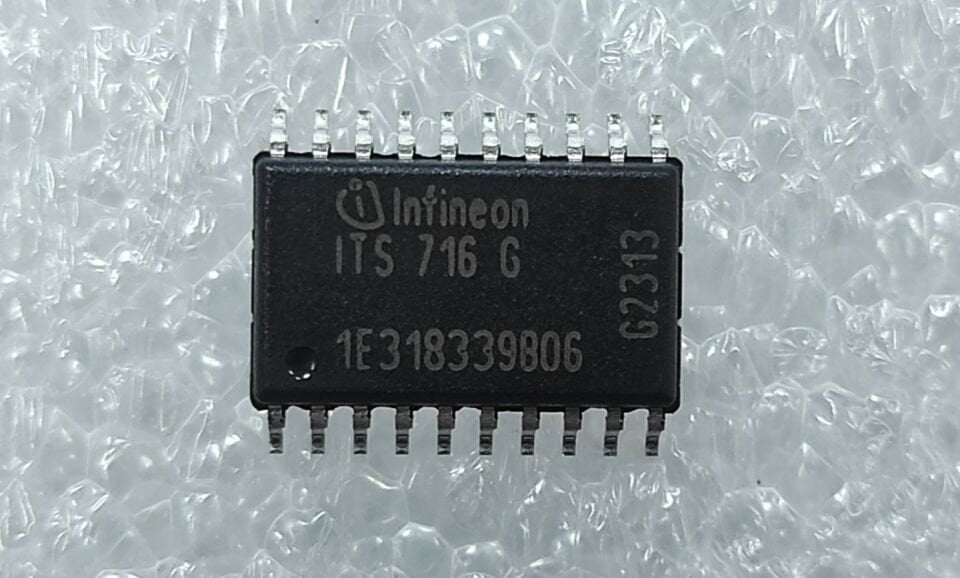 Infineon
ITS 716 G
1E318339B06
G2313